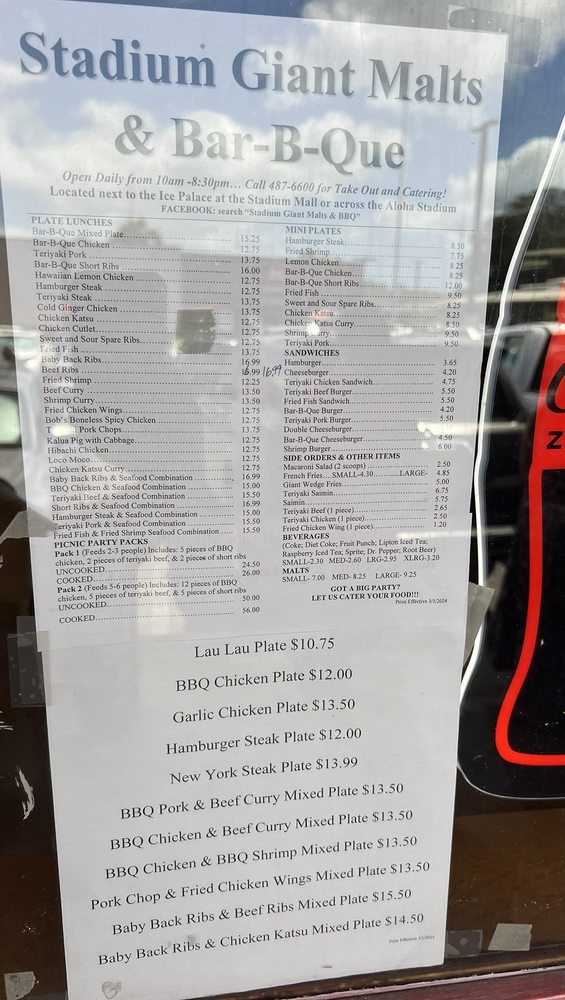 Stadium Giant Malts
& Bar-B-Que
Open Daily from 10am -8:30pm... Call 487-6600 for Take Out and Catering!
Located next to the Ice Palace at the Stadium Mall or across the Aloha Stadium
FACEBOOK: search "Stadium Giant Malts & BBQ"
PLATE LUNCHES
Bar-B-Que Mixed Plate 15.25
Bar-B-Que Chicken 12.75
Teriyaki Pork 13.75
Bar-B-Que Short Ribs 16.00
Hawaiian Lemon Chicken 12.75
Hamburger Steak 12.75
Teriyaki Steak 13.75
Cold Ginger Chicken 13.75
Chicken Katsu 12.75
Chicken Cutlet 12.75
Sweet and Sour Spare Ribs 12.75
Fried Fish 13.75
Baby Back Ribs 16.99
Beef Ribs 16.99 16.99
Fried Shrimp 12.25
Beef Curry 13.50
Shrimp Curry 13.50
Fried Chicken Wings 12.75
Bob's Boneless Spicy Chicken 12.75
Pork Chops 13.75
Kalua Pig with Cabbage 12.75
Hibachi Chicken 12.75
Loco Moco 12.75
Chicken Katsu Curry 12.75
Baby Back Ribs & Seafood Combination 16.99
BBQ Chicken & Seafood Combination 15.00
Teriyaki Beef & Seafood Combination 15.50
Short Ribs & Seafood Combination 16.99
Hamburger Steak & Seafood Combination 15.00
Teriyaki Pork & Seafood Combination 15.50
Fried Fish & Fried Shrimp Seafood Combination 15.50
PICNIC PARTY PACKS
Pack 1 (Feeds 2-3 people) Includes: 5 pieces of BBQ
chicken, 2 pieces of teriyaki beef, & 2 pieces of short ribs
UNCOOKED 24.50
COOKED 26.00
Pack 2 (Feeds 5-6 people) Includes: 12 pieces of BBQ
chicken, 5 pieces of teriyaki beef, & 5 pieces of short ribs
UNCOOKED 50.00
COOKED 56.00
MINI PLATES
Hamburger Steak 8.50
Fried Shrimp 7.75
Lemon Chicken 8.25
Bar-B-Que Chicken 8.25
Bar-B-Que Short Ribs 12.00
Fried Fish 9.50
Sweet and Sour Spare Ribs 8.25
Chicken Katsu 8.25
Chicken Katsu Curry 8.50
Shrimp Curry 9.50
Teriyaki Pork 9.50
SANDWICHES
Hamburger 3.65
Cheeseburger 4.20
Teriyaki Chicken Sandwich 4.75
Teriyaki Beef Burger 5.50
Fried Fish Sandwich 5.50
Bar-B-Que Burger 4.20
Teriyaki Pork Burger 5.50
Double Cheeseburger
Bar-B-Que Cheeseburger 4.50
Shrimp Burger 6.00
SIDE ORDERS & OTHER ITEMS
Macaroni Salad (2 scoops) 2.50
French Fries....SMALL-4.30 LARGE- 4.85
Giant Wedge Fries 5.00
Teriyaki Saimin 6.75
Saimin 5.75
Teriyaki Beef (1 piece) 2.65
Teriyaki Chicken (1 piece) 2.50
Fried Chicken Wing (1 piece) 1.20
BEVERAGES
(Coke; Diet Coke; Fruit Punch; Lipton Iced Tea;
Raspberry Iced Tea; Sprite; Dr. Pepper; Root Beer)
SMALL-2.30 MED-2.60 LRG-2.95 XLRG-3.20
MALTS
SMALL- 7.00 MED- 8.25 LARGE- 9.25
GOT A BIG PARTY?
LET US CATER YOUR FOOD!!!
Price Effective 3/1/2024
Lau Lau Plate $10.75
BBQ Chicken Plate $12.00
Garlic Chicken Plate $13.50
Hamburger Steak Plate $12.00
New York Steak Plate $13.99
BBQ Pork & Beef Curry Mixed Plate $13.50
BBQ Chicken & Beef Curry Mixed Plate $13.50
BBQ Chicken & BBQ Shrimp Mixed Plate $13.50
Pork Chop & Fried Chicken Wings Mixed Plate $13.50
Baby Back Ribs & Beef Ribs Mixed Plate $15.50
Baby Back Ribs & Chicken Katsu Mixed Plate $14.50
Price Effective 3/1/2024